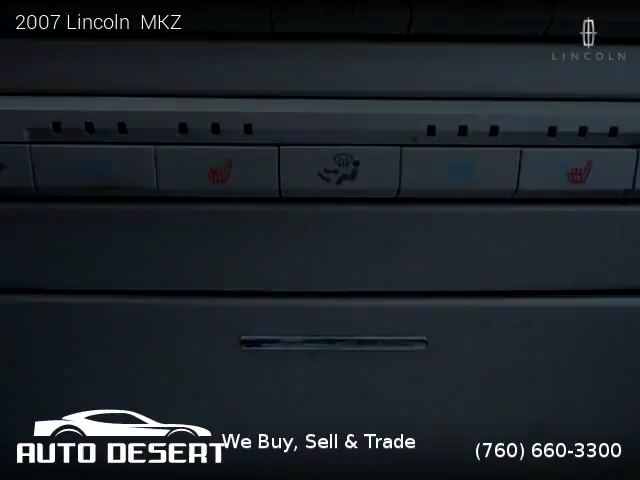 2007 Lincoln MKZ
LINCOLN
We Buy, Sell & Trade
AUTO DESERT
(760) 660-3300